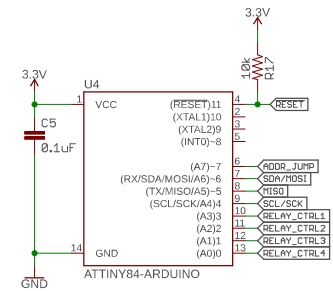 3.3V
10k
R17
3.3V
U4
1 VCC (RESET)11 4 RESET
(XTAL1)10 2
(XTAL2)9 3
(INT0)~8 5
C5
0.1uF
(A7)~7 6 ADDR_JUMP
(RX/SDA/MOSI/A6)~6 7 SDA/MOSI
(TX/MISO/A5)~5 8 MISO
(SCL/SCK/A4)4 9 SCL/SCK
(A3)3 10 RELAY_CTRL1
(A2)2 11 RELAY_CTRL2
(A1)1 12 RELAY_CTRL3
14 GND (A0)0 13 RELAY_CTRL4
ATTINY84-ARDUINO
GND